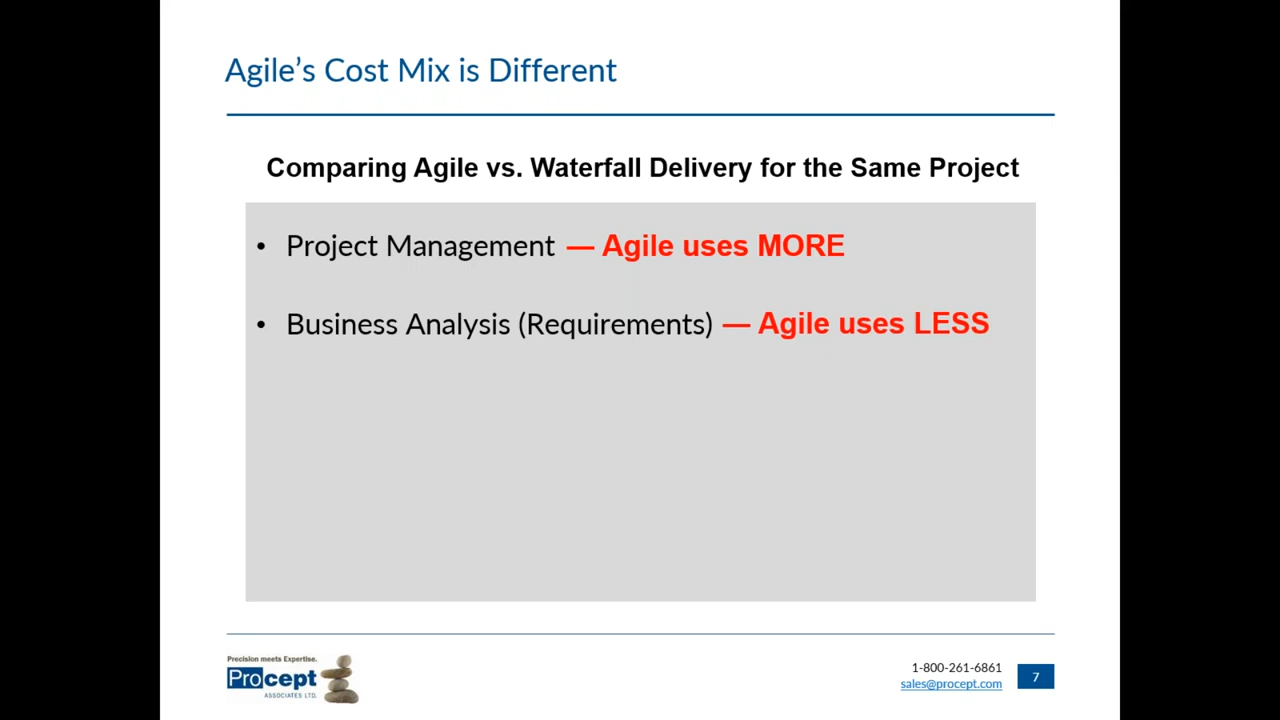 Agile’s Cost Mix is Different
Comparing Agile vs. Waterfall Delivery for the Same Project
• Project Management — Agile uses MORE
• Business Analysis (Requirements) — Agile uses LESS
Precision meets Expertise.
Procept
ASSOCIATES LTD.
1-800-261-6861
sales@procept.com
7